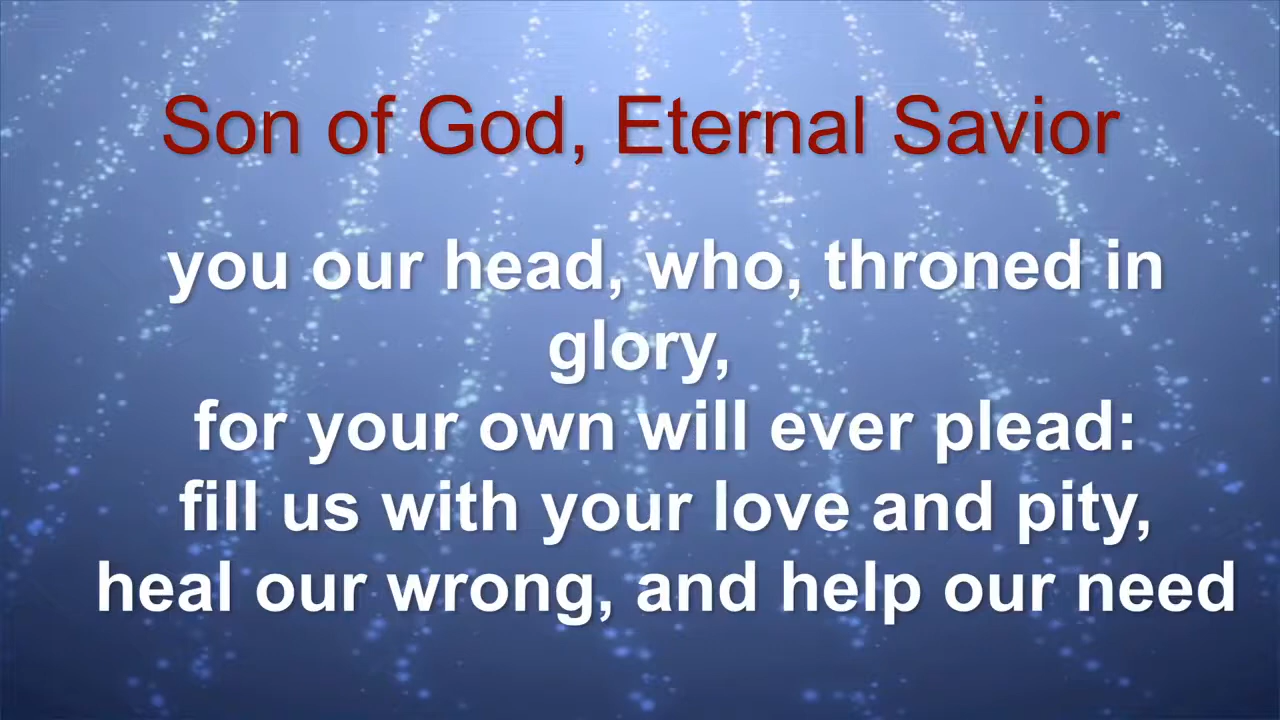 Son of God, Eternal Savior
you our head, who, throned in
glory,
for your own will ever plead:
fill us with your love and pity,
heal our wrong, and help our need